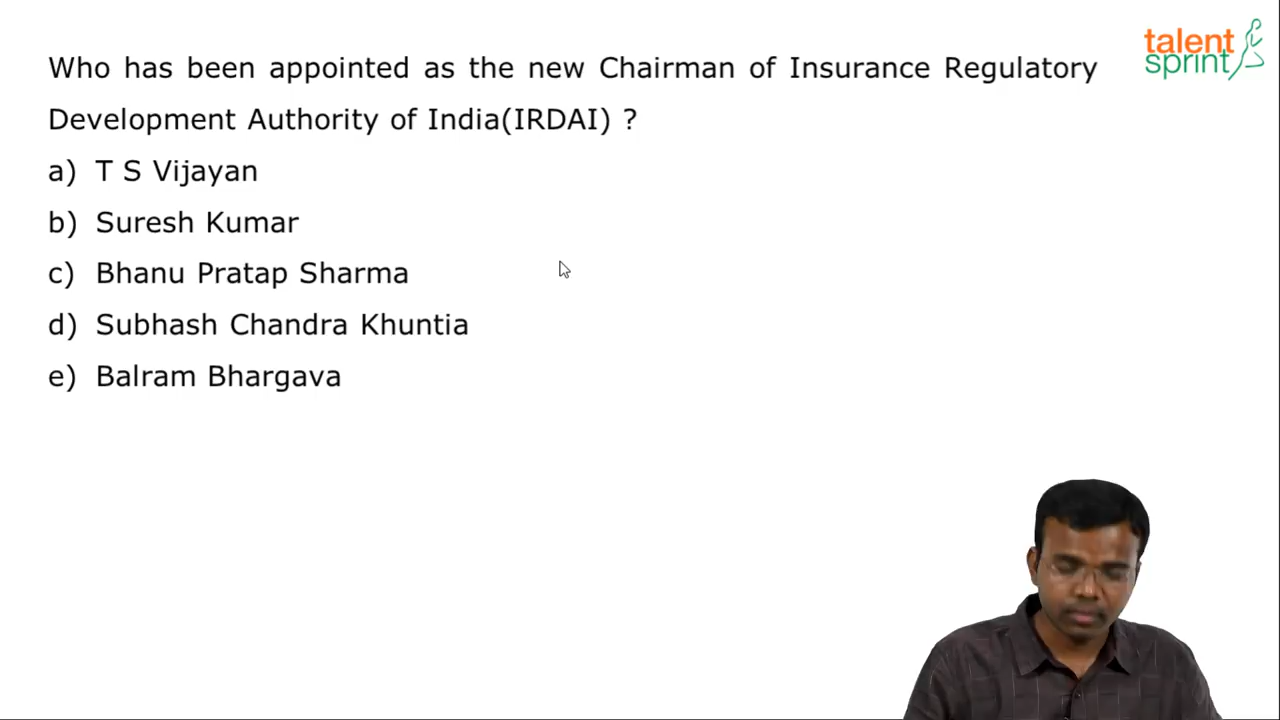 talent
sprint
Who has been appointed as the new Chairman of Insurance Regulatory
Development Authority of India(IRDAI) ?
a) T S Vijayan
b) Suresh Kumar
c) Bhanu Pratap Sharma
d) Subhash Chandra Khuntia
e) Balram Bhargava